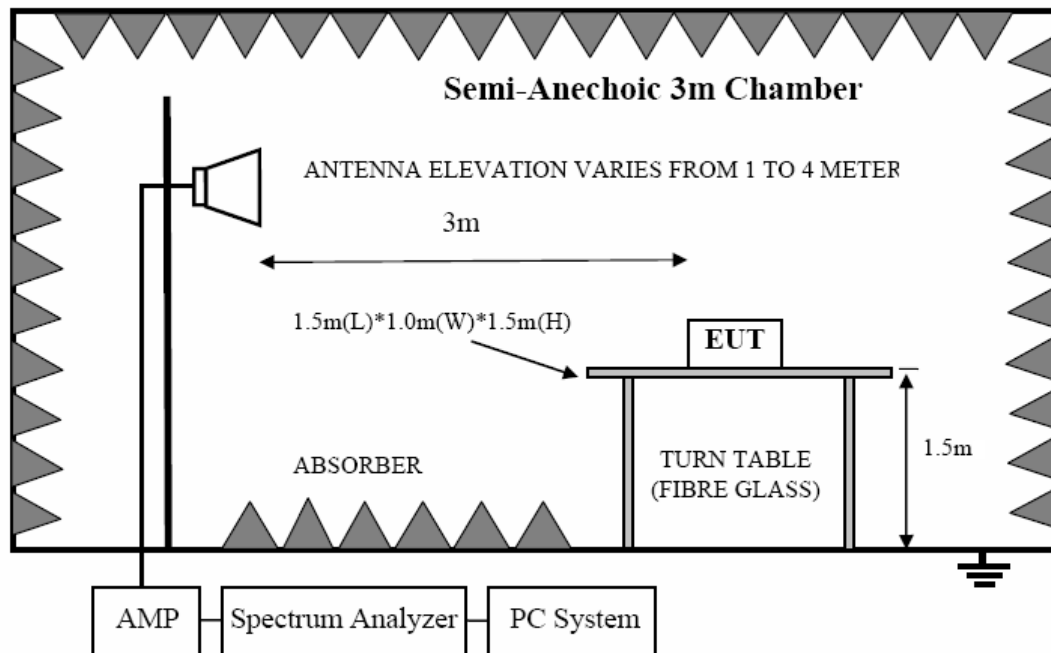 Semi-Anechoic 3m Chamber
ANTENNA ELEVATION VARIES FROM 1 TO 4 METER
3m
1.5m(L)*1.0m(W)*1.5m(H)
EUT
1.5m
ABSORBER
TURN TABLE
(FIBRE GLASS)
AMP
Spectrum Analyzer
PC System